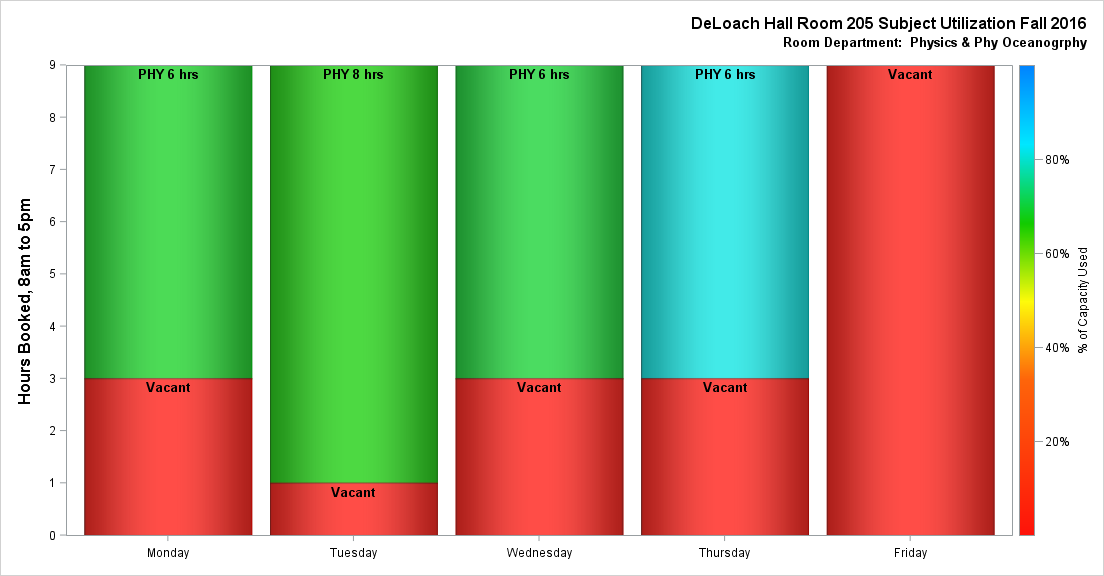 DeLoach Hall Room 205 Subject Utilization Fall 2016
Room Department:  Physics & Phy Oceanogrphy
Hours Booked, 8am to 5pm
9
8
7
6
5
4
3
2
1
0
PHY 6 hrs
PHY 8 hrs
PHY 6 hrs
PHY 6 hrs
Vacant
Vacant
Vacant
Vacant
Vacant
Monday
Tuesday
Wednesday
Thursday
Friday
80%
60%
40%
20%
% of Capacity Used